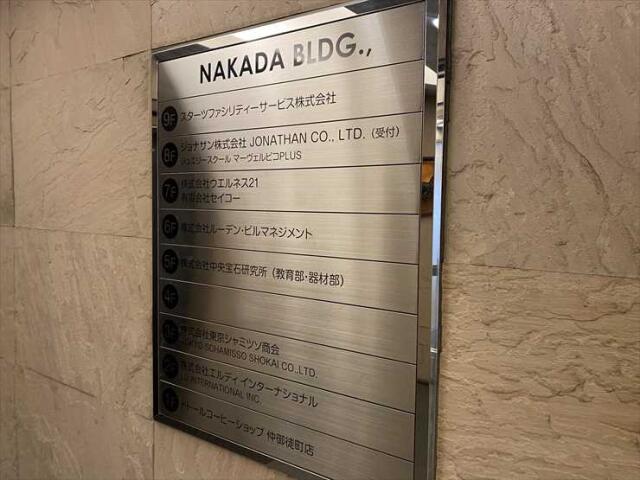 NAKADA BLDG.,
9F スターツファシリティーサービス株式会社
8F ジョナサン株式会社 JONATHAN CO., LTD.（受付）
ジュエリースクール マーヴェルピコPLUS
7F 株式会社ウエルネス21
有限会社セイコー
6F 株式会社ルーデン・ビルマネジメント
5F 株式会社中央宝石研究所（教育部・器材部）
4F
3F 株式会社東京シャミッソ商会
TOKYO SCHAMISSO SHOKAI CO.,LTD.
2F 株式会社エルディ インターナショナル
L.D INTERNATIONAL INC.
1F ドトールコーヒーショップ 仲御徒町店